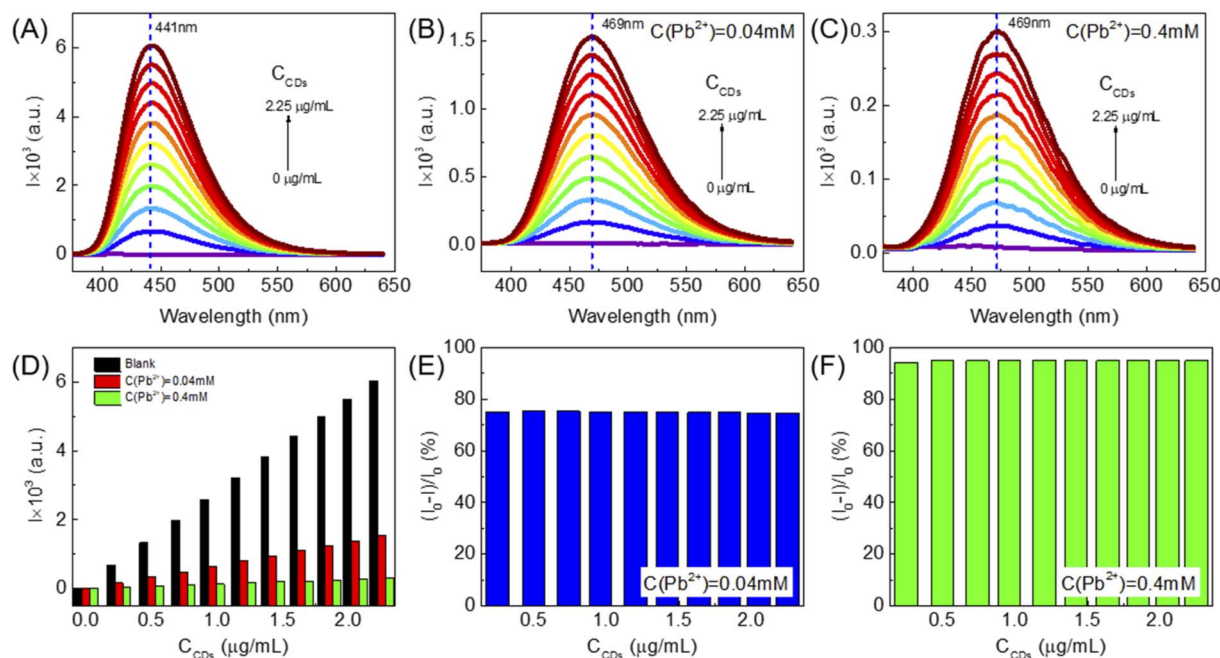 (A)
441nm
C_CDs
2.25 µg/mL
0 µg/mL
I×10³ (a.u.)
6
4
2
0
400 450 500 550 600 650
Wavelength (nm)
(B)
469nm
C(Pb²⁺)=0.04mM
C_CDs
2.25 µg/mL
0 µg/mL
I×10³ (a.u.)
1.5
1.0
0.5
0.0
400 450 500 550 600 650
Wavelength (nm)
(C)
469nm
C(Pb²⁺)=0.4mM
C_CDs
2.25 µg/mL
0 µg/mL
I×10³ (a.u.)
0.3
0.2
0.1
0.0
400 450 500 550 600 650
Wavelength (nm)
(D)
Blank
C(Pb²⁺)=0.04mM
C(Pb²⁺)=0.4mM
I×10³ (a.u.)
6
4
2
0
0.0 0.5 1.0 1.5 2.0
C_CDs (µg/mL)
(E)
(I₀-I)/I₀ (%)
100
80
60
40
20
0
C(Pb²⁺)=0.04mM
0.5 1.0 1.5 2.0
C_CDs (µg/mL)
(F)
(I₀-I)/I₀ (%)
100
80
60
40
20
0
C(Pb²⁺)=0.4mM
0.5 1.0 1.5 2.0
C_CDs (µg/mL)